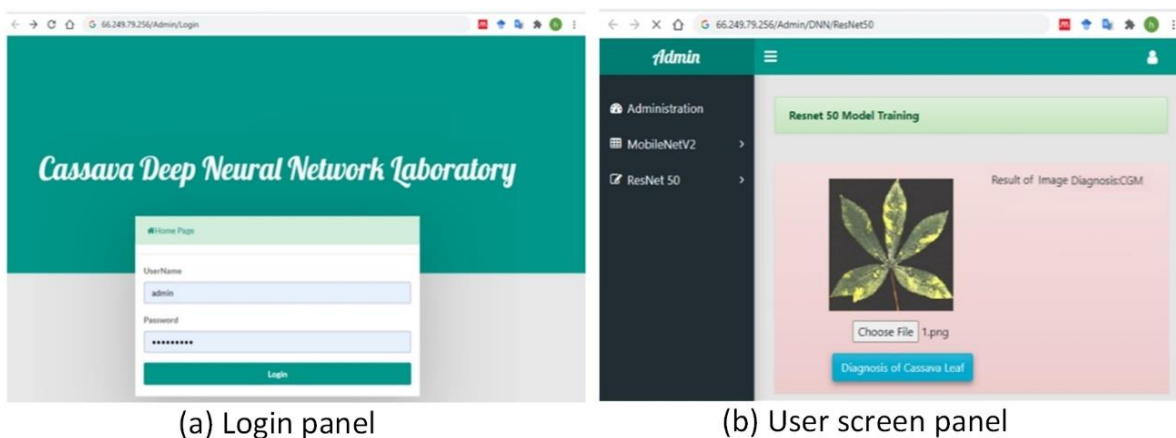 66.249.79.256/Admin/Login
Cassava Deep Neural Network Laboratory
Home Page
UserName
admin
Password
•••••••••
Login
(a) Login panel
66.249.79.256/Admin/DNN/ResNet50
Admin
Administration
MobileNetV2
ResNet 50
Resnet 50 Model Training
Result of Image Diagnosis:CGM
Choose File 1.png
Diagnosis of Cassava Leaf
(b) User screen panel